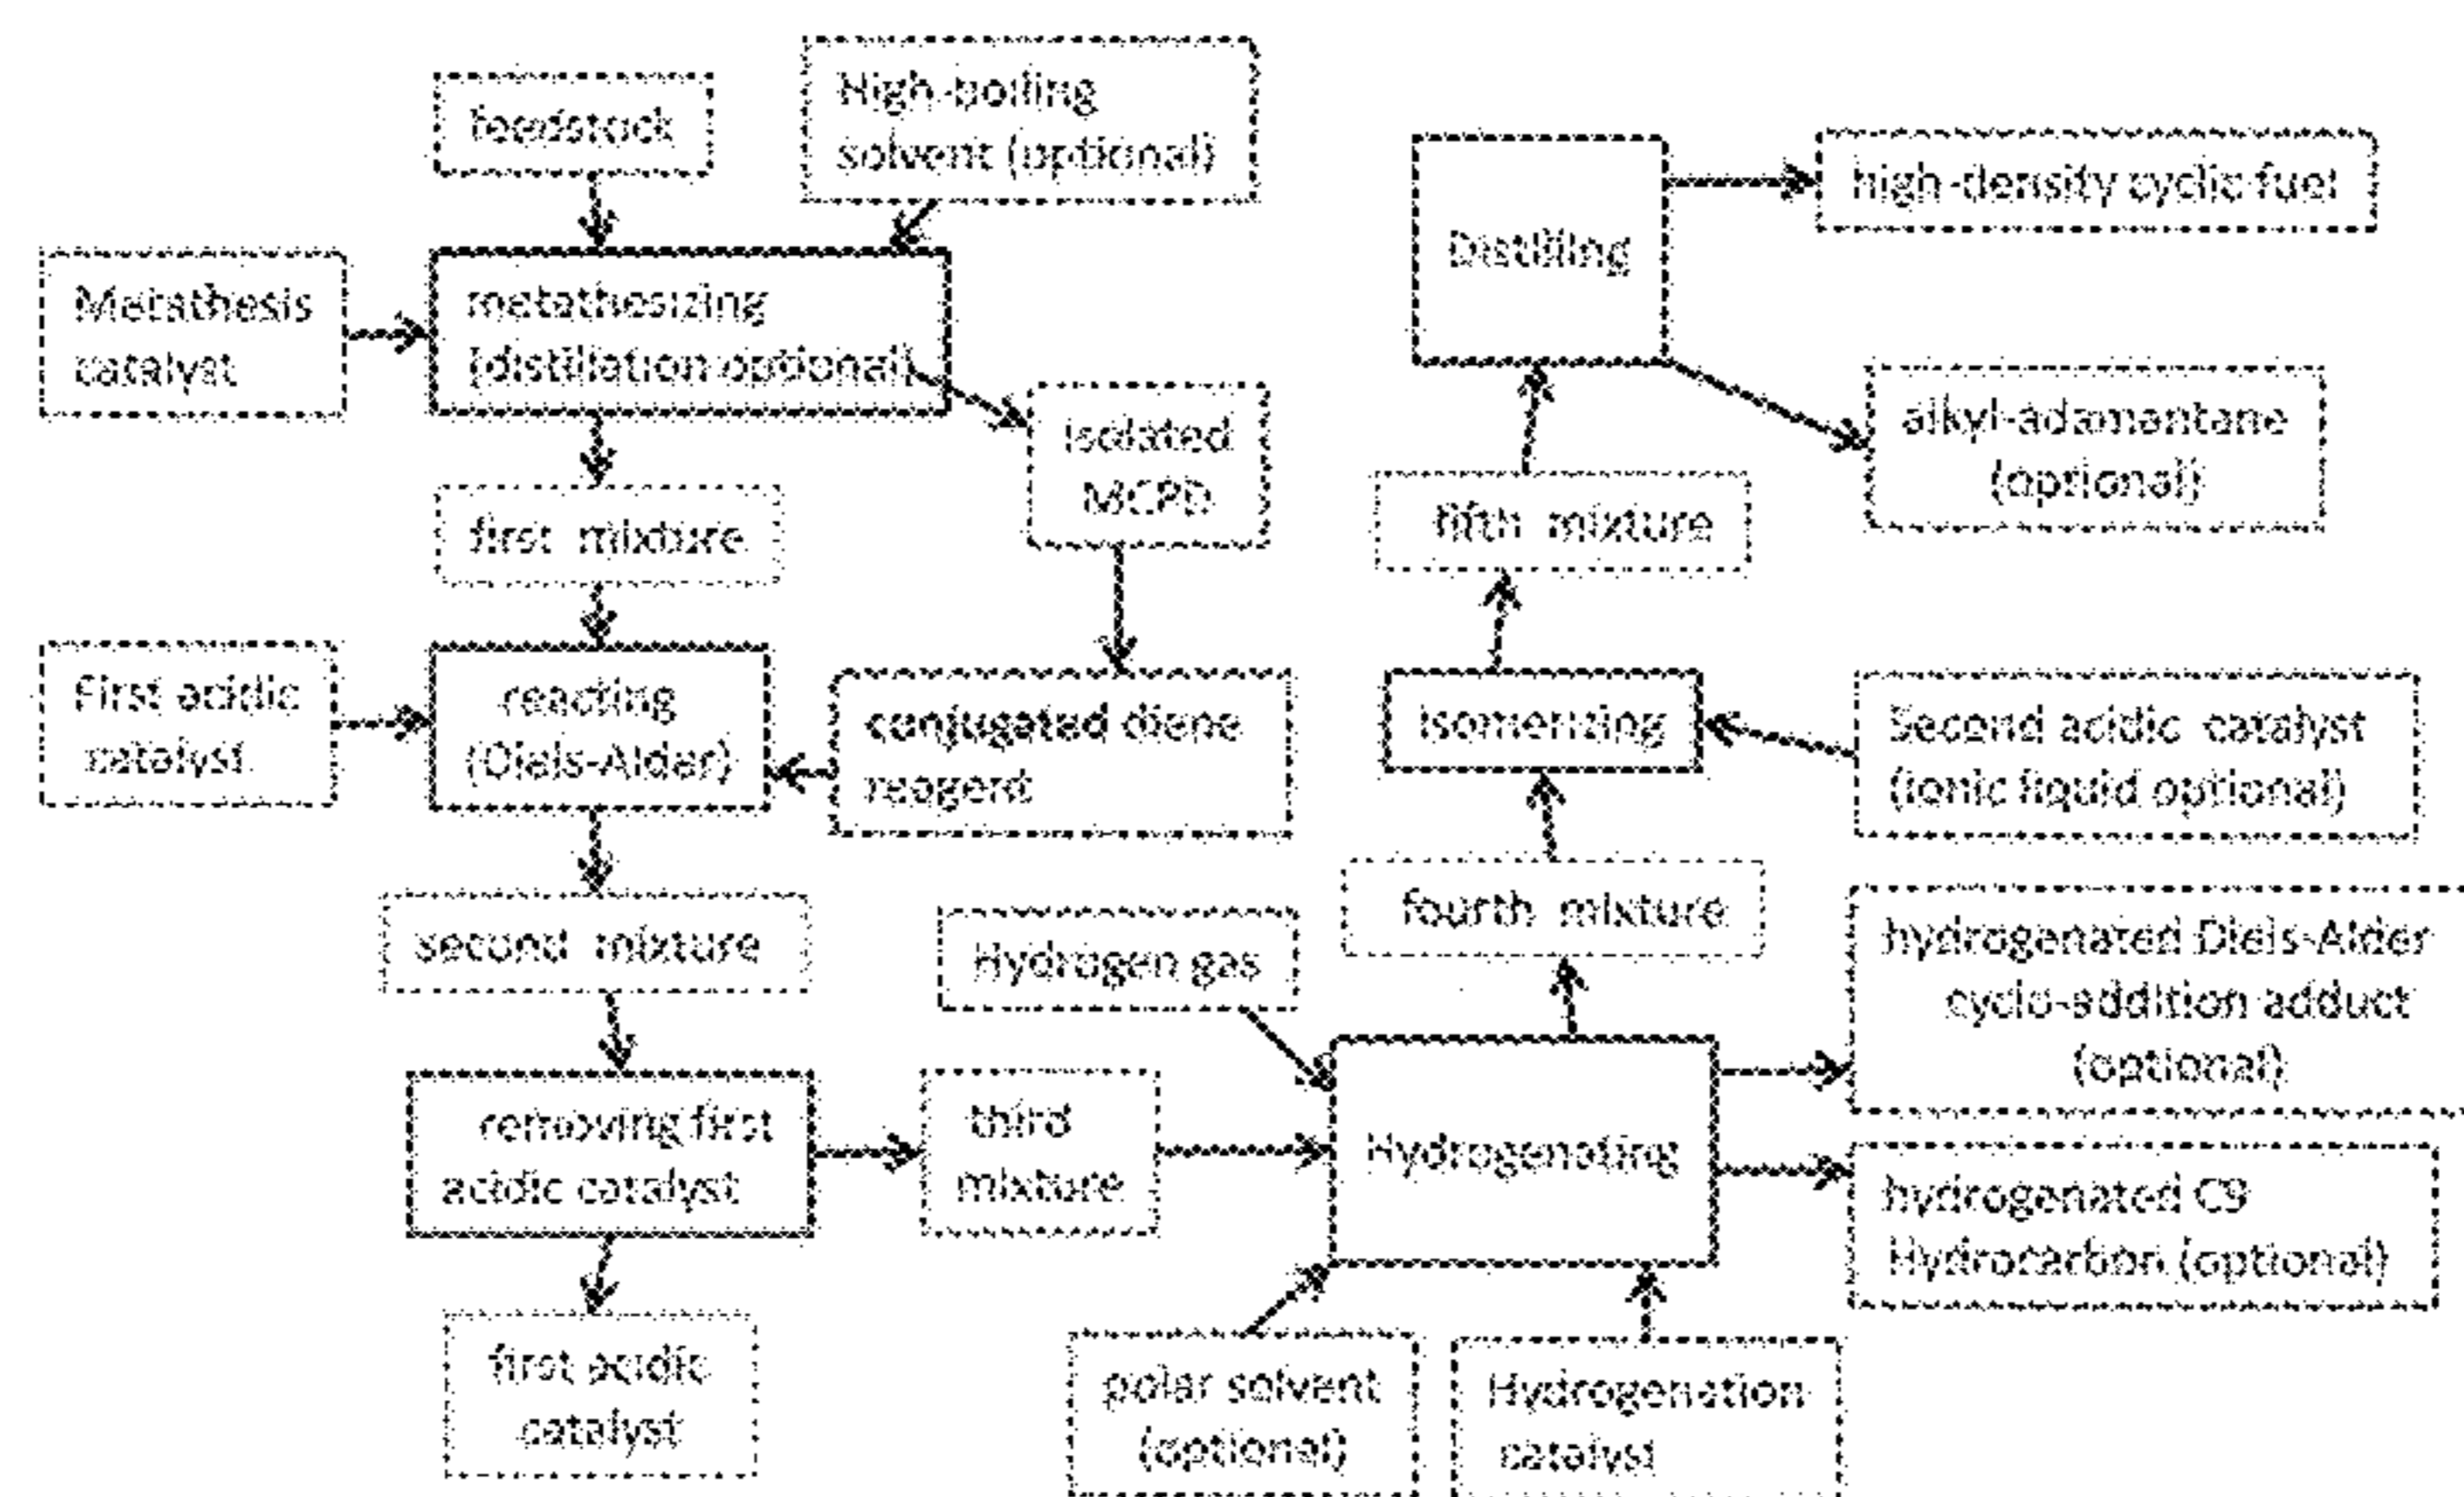 feedstock
High-boiling
solvent (optional)
Metathesis
catalyst
metathesizing
(distillation optional)
isolated
MCPD
first mixture
First acidic
catalyst
reacting
(Diels-Alder)
conjugated diene
reagent
second mixture
removing first
acidic catalyst
first acidic
catalyst
third
mixture
Hydrogen gas
Hydrogenating
polar solvent
(optional)
Hydrogenation
catalyst
hydrogenated Diels-Alder
cyclo-addition adduct
(optional)
hydrogenated C9
Hydrocarbon (optional)
fourth mixture
isomerizing
Second acidic catalyst
(ionic liquid optional)
fifth mixture
Distilling
high-density cyclic fuel
alkyl-adamantane
(optional)